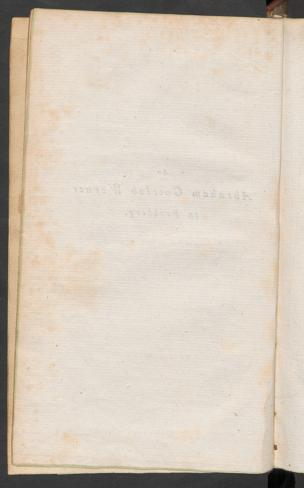 An
Abraham Gottlob Werner
in Freiberg.